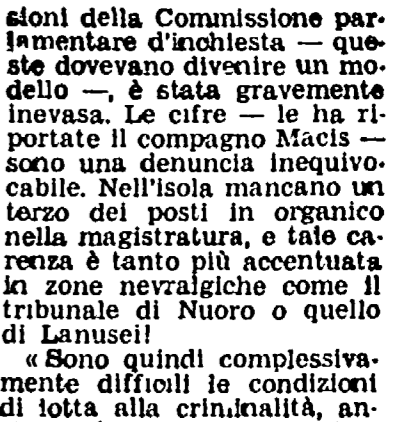 sioni della Commissione par-
lamentare d'inchiesta — que-
ste dovevano divenire un mo-
dello —, è stata gravemente
inevasa. Le cifre — le ha ri-
portate il compagno Macis —
sono una denuncia inequivo-
cabile. Nell'isola mancano un
terzo dei posti in organico
nella magistratura, e tale ca-
renza è tanto più accentuata
in zone nevralgiche come il
tribunale di Nuoro o quello
di Lanusei!
« Sono quindi complessiva-
mente difficili le condizioni
di lotta alla criminalità, an-